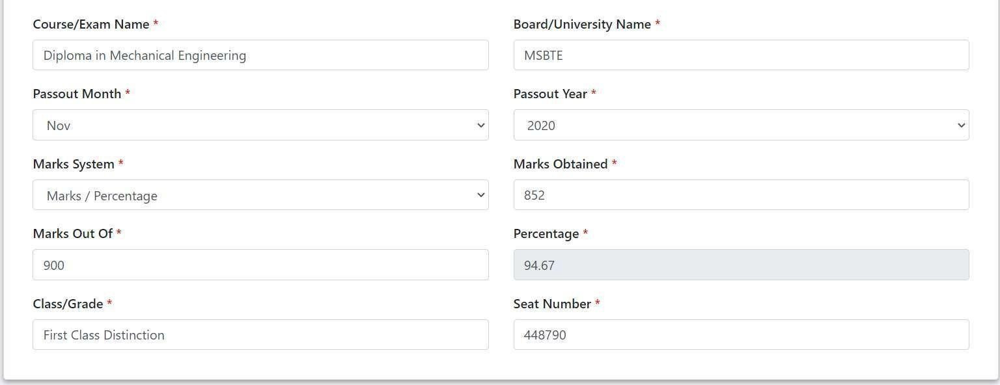 Course/Exam Name * Board/University Name *
Diploma in Mechanical Engineering MSBTE
Passout Month * Passout Year *
Nov 2020
Marks System * Marks Obtained *
Marks / Percentage 852
Marks Out Of * Percentage *
900 94.67
Class/Grade * Seat Number *
First Class Distinction 448790